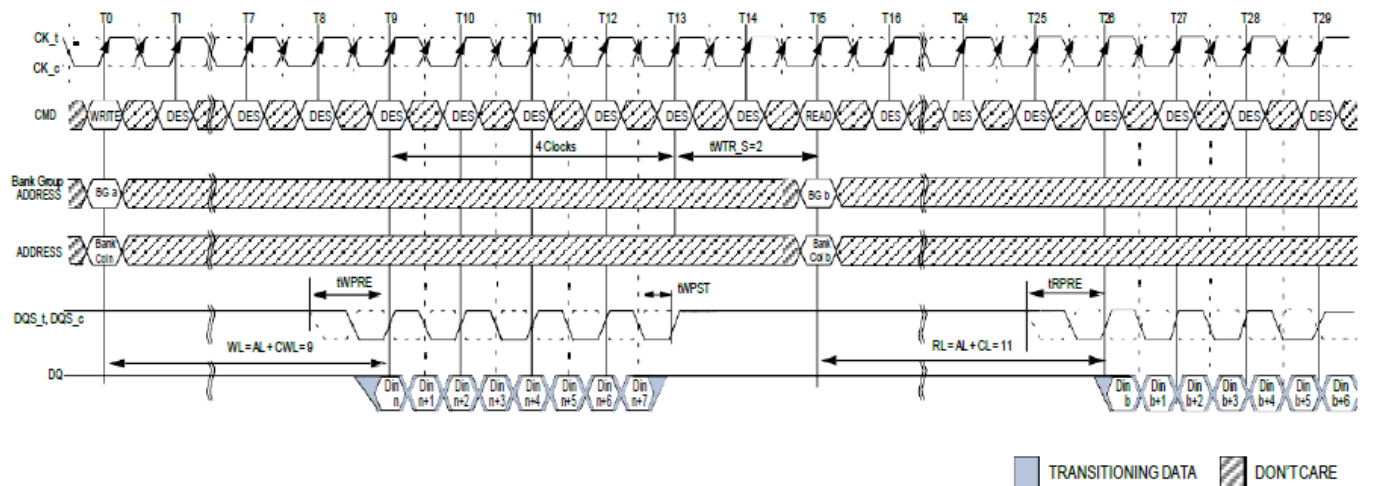 T0 T1 T7 T8 T9 T10 T11 T12 T13 T14 T15 T16 T24 T25 T26 T27 T28 T29
CK_t
CK_c
CMD WRITE DES DES DES DES DES DES DES DES DES READ DES DES DES DES DES DES DES
4 Clocks tWTR_S=2
Bank Group
ADDRESS BG a BG b
ADDRESS Bank Col n Bank Col b
tWPRE tWPST tRPRE
DQS_t, DQS_c
WL = AL + CWL = 9 RL = AL + CL = 11
DQ Din n Din n+1 Din n+2 Din n+3 Din n+4 Din n+5 Din n+6 Din n+7 Din b Din b+1 Din b+2 Din b+3 Din b+4 Din b+5 Din b+6
TRANSITIONING DATA DON'T CARE